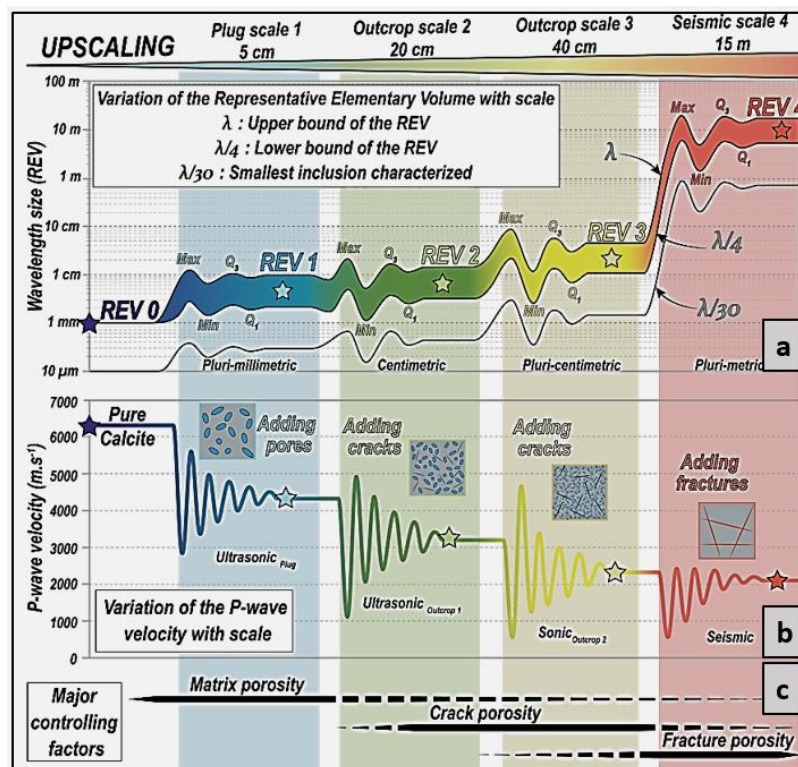 UPSCALING
Plug scale 1
5 cm
Outcrop scale 2
20 cm
Outcrop scale 3
40 cm
Seismic scale 4
15 m
Wavelength size (REV)
100 m
10 m
1 m
10 cm
1 cm
1 mm
10 µm
Variation of the Representative Elementary Volume with scale
λ : Upper bound of the REV
λ/4 : Lower bound of the REV
λ/30 : Smallest inclusion characterized
REV 0
Max
Min
Q3
Q1
REV 1
Max
Min
Q3
Q1
REV 2
Max
Min
Q3
Q1
REV 3
Max
Min
Q3
Q1
REV 4
λ
λ/4
λ/30
Pluri-millimetric
Centimetric
Pluri-centimetric
Pluri-metric
a
P-wave velocity (m.s⁻¹)
7000
6000
5000
4000
3000
2000
1000
0
Pure
Calcite
Adding
pores
Adding
cracks
Adding
cracks
Adding
fractures
Ultrasonic Plug
Ultrasonic Outcrop 1
Sonic Outcrop 2
Seismic
Variation of the P-wave
velocity with scale
b
Major
controlling
factors
Matrix porosity
Crack porosity
Fracture porosity
c